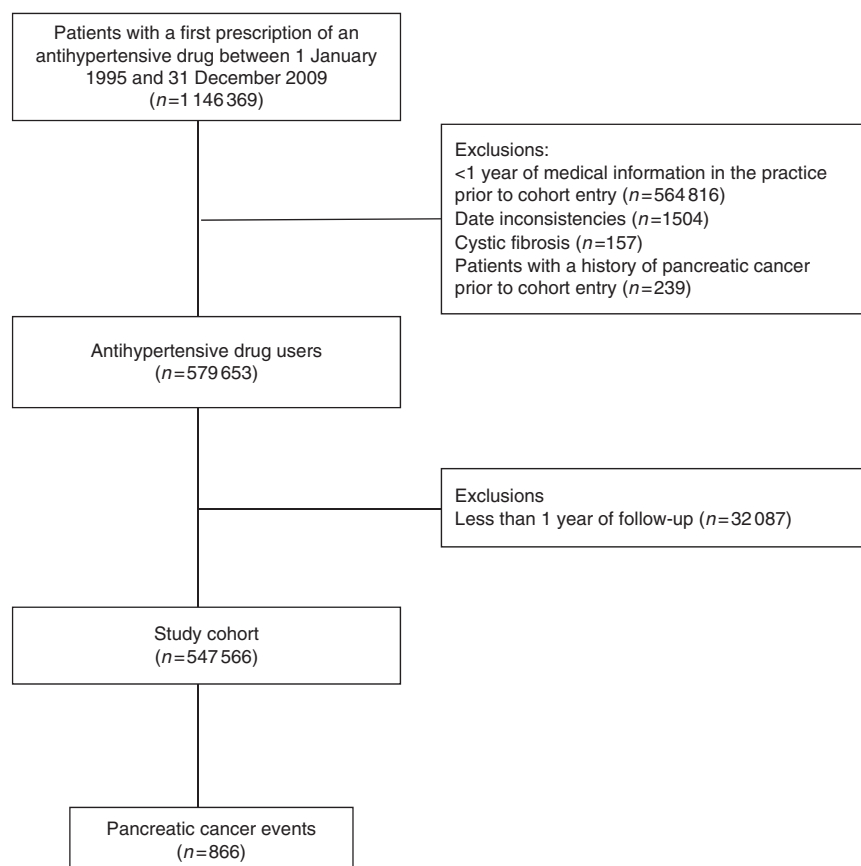 Patients with a first prescription of an
antihypertensive drug between 1 January
1995 and 31 December 2009
(n=1 146 369)
Exclusions:
<1 year of medical information in the practice
prior to cohort entry (n=564 816)
Date inconsistencies (n=1504)
Cystic fibrosis (n=157)
Patients with a history of pancreatic cancer
prior to cohort entry (n=239)
Antihypertensive drug users
(n=579 653)
Exclusions
Less than 1 year of follow-up (n=32 087)
Study cohort
(n=547 566)
Pancreatic cancer events
(n=866)